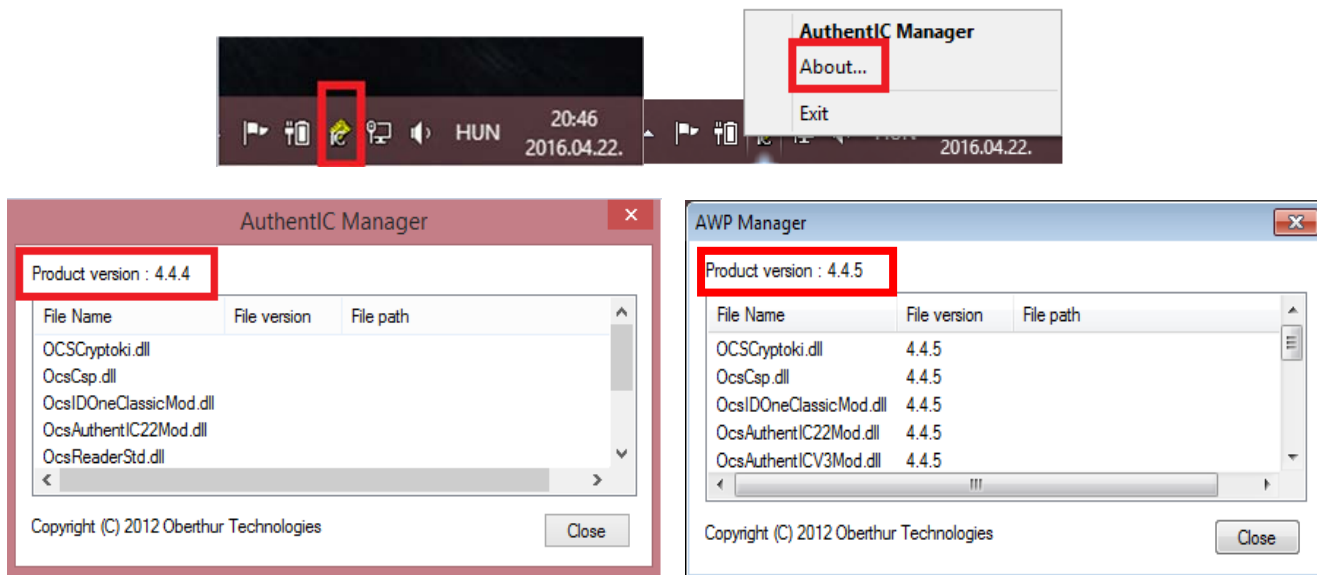 AuthentIC Manager
About...
Exit
HUN
20:46
2016.04.22.
2016.04.22.
AuthentIC Manager
Product version : 4.4.4
File Name File version File path
OCSCryptoki.dll
OcsCsp.dll
OcsIDOneClassicMod.dll
OcsAuthentIC22Mod.dll
OcsReaderStd.dll
Copyright (C) 2012 Oberthur Technologies
Close
AWP Manager
Product version : 4.4.5
File Name File version File path
OCSCryptoki.dll 4.4.5
OcsCsp.dll 4.4.5
OcsIDOneClassicMod.dll 4.4.5
OcsAuthentIC22Mod.dll 4.4.5
OcsAuthentICV3Mod.dll 4.4.5
Copyright (C) 2012 Oberthur Technologies
Close